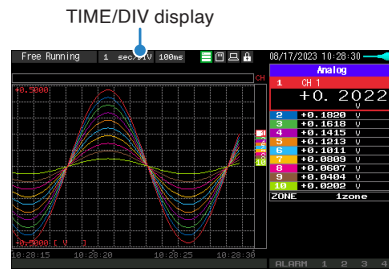 TIME/DIV display
Free Running 1 sec/DIV 100ms 08/17/2023 10:28:30
Analog
CH
1 CH 1
+0.5000
+0.2022
V
2 +0.1820 V
3 +0.1618 V
4 +0.1415 V
5 +0.1213 V
6 +0.1011 V
7 +0.0809 V
8 +0.0607 V
9 +0.0404 V
10 +0.0202 V
10
ZONE 1zone
-0.5000 [ V ]
10:28:15 10:28:20 10:28:25 10:28:30
ALARM 1 2 3 4